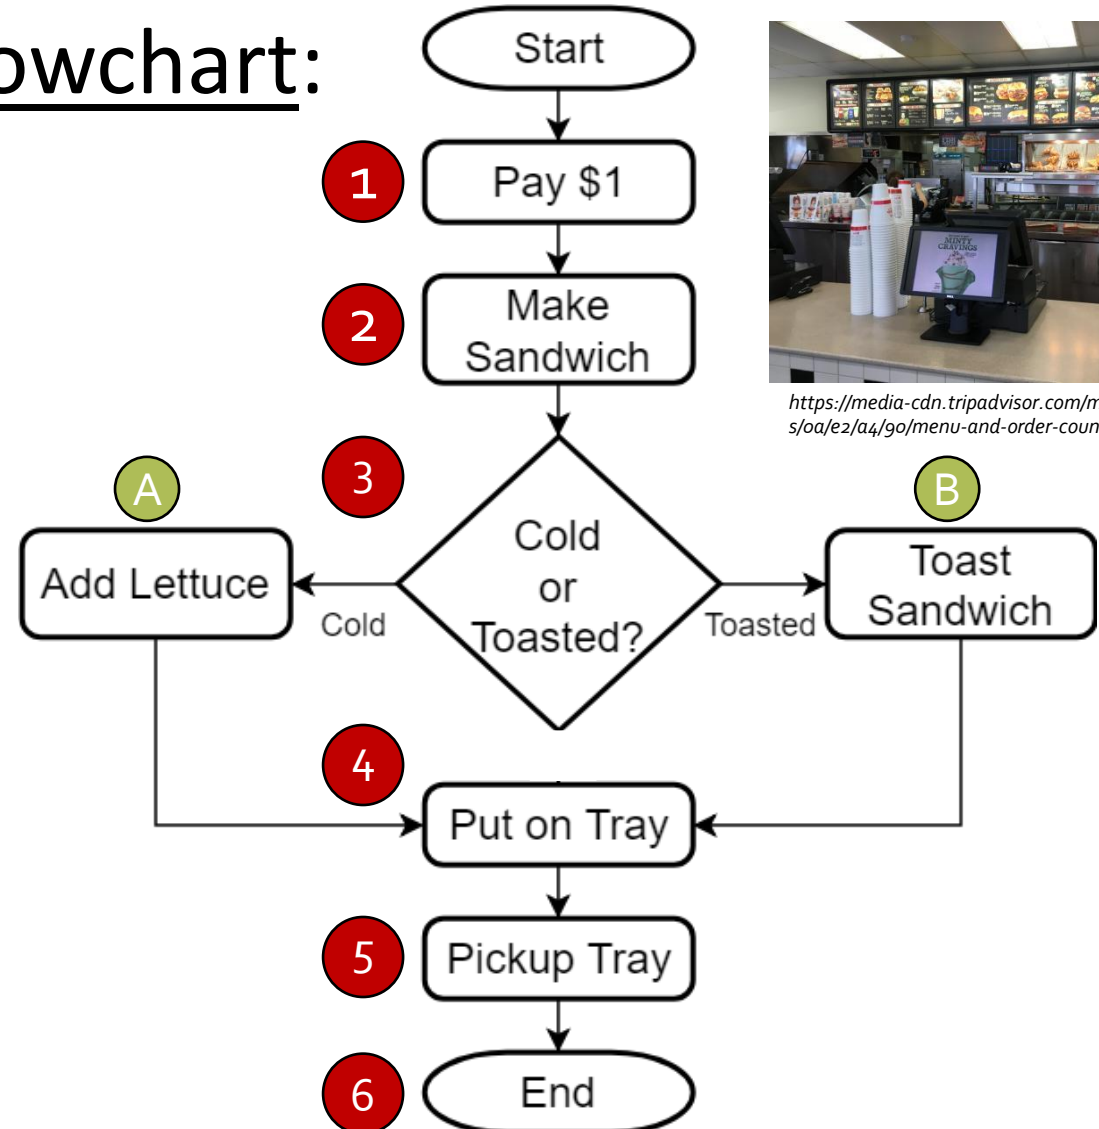 owchart:
Start
1
Pay $1
2
Make
Sandwich
MINTY
CRAVINGS
https://media-cdn.tripadvisor.com/m
s/0a/e2/a4/90/menu-and-order-coun
3
Cold
or
Toasted?
A
Add Lettuce
Cold
B
Toast
Sandwich
Toasted
4
Put on Tray
5
Pickup Tray
6
End